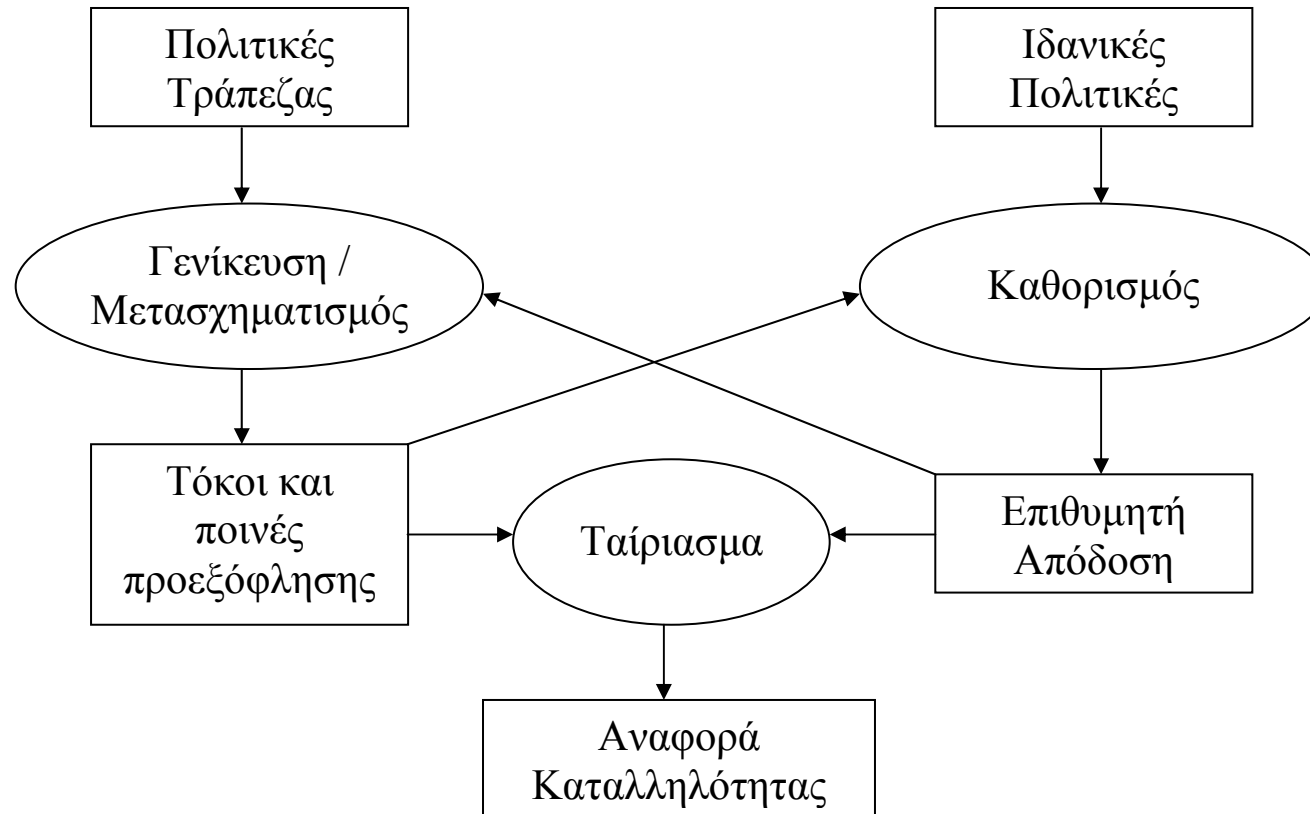 Πολιτικές
Τράπεζας
Ιδανικές
Πολιτικές
Γενίκευση /
Μετασχηματισμός
Καθορισμός
Τόκοι και
ποινές
προεξόφλησης
Ταίριασμα
Επιθυμητή
Απόδοση
Αναφορά
Καταλληλότητας